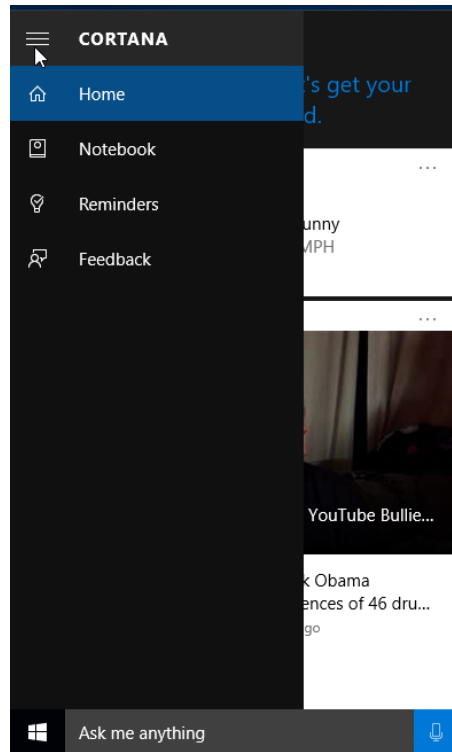 CORTANA
Home
's get your
d.
Notebook
...
Reminders
unny
MPH
Feedback
...
YouTube Bullie...
k Obama
ences of 46 dru...
go
Ask me anything